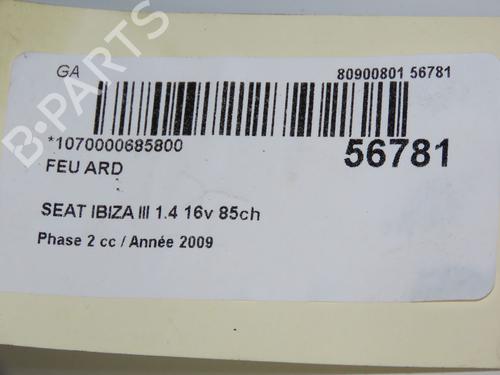 GA
80900801 56781
*1070000685800
56781
FEU ARD
SEAT IBIZA III 1.4 16v 85ch
Phase 2 cc / Année 2009
B-PARTS